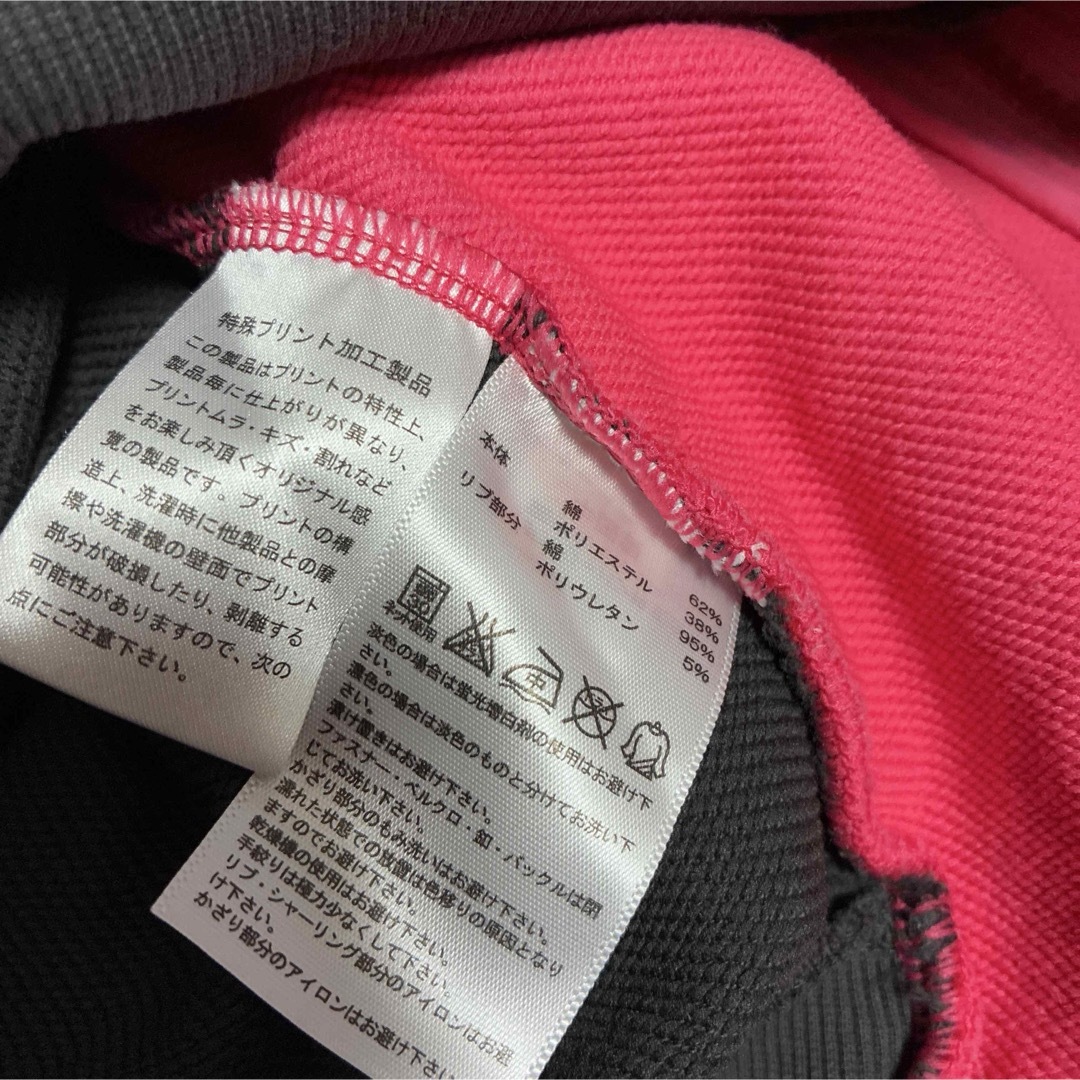 特殊プリント加工製品
この製品はプリントの特性上、
製品毎に仕上がりが異なり、
プリントムラ・キズ・割れなど
をお楽しみ頂くオリジナル感
覚の製品です。プリントの構
造上、洗濯時に他製品との摩
擦や洗濯機の壁面でプリント
部分が破損したり、剥離する
可能性がありますので、次の
点にご注意下さい。
本体 綿 62%
ポリエステル 38%
リブ部分 綿 95%
ポリウレタン 5%
ネット使用
中
淡色の場合は蛍光増白剤の使用はお避け下
さい。
濃色の場合は淡色のものと分けてお洗い下
さい。
漬け置きはお避け下さい。
ファスナー・ベルクロ・釦・バックルは閉
じてお洗い下さい。
かざり部分のもみ洗いはお避け下さい。
濡れた状態での放置は色移りの原因となり
ますのでお避け下さい。
乾燥機の使用はお避け下さい。
手絞りは極力少なくして下さい。
リブ・シャーリング部分のアイロンはお避
け下さい。
かざり部分のアイロンはお避け下さい